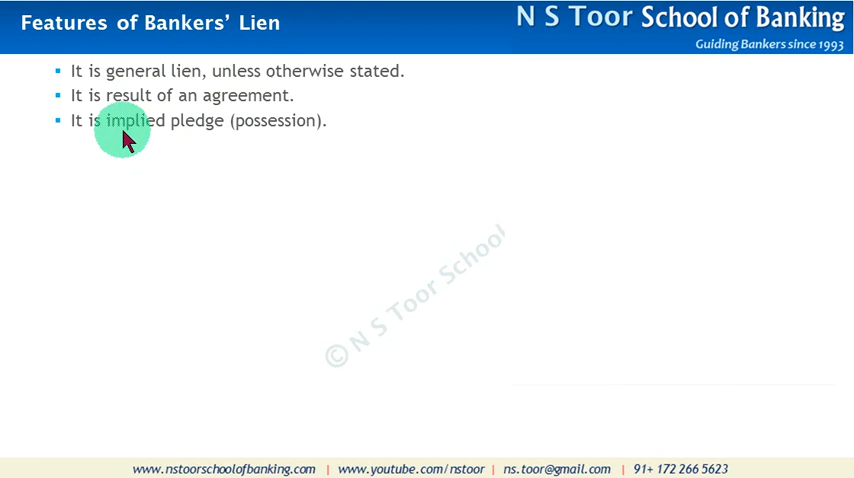 Features of Bankers’ Lien
N S Toor School of Banking
Guiding Bankers since 1993
▪ It is general lien, unless otherwise stated.
▪ It is result of an agreement.
▪ It is implied pledge (possession).
© N S Toor School
www.nstoorschoolofbanking.com | www.youtube.com/nstoor | ns.toor@gmail.com | 91+ 172 266 5623